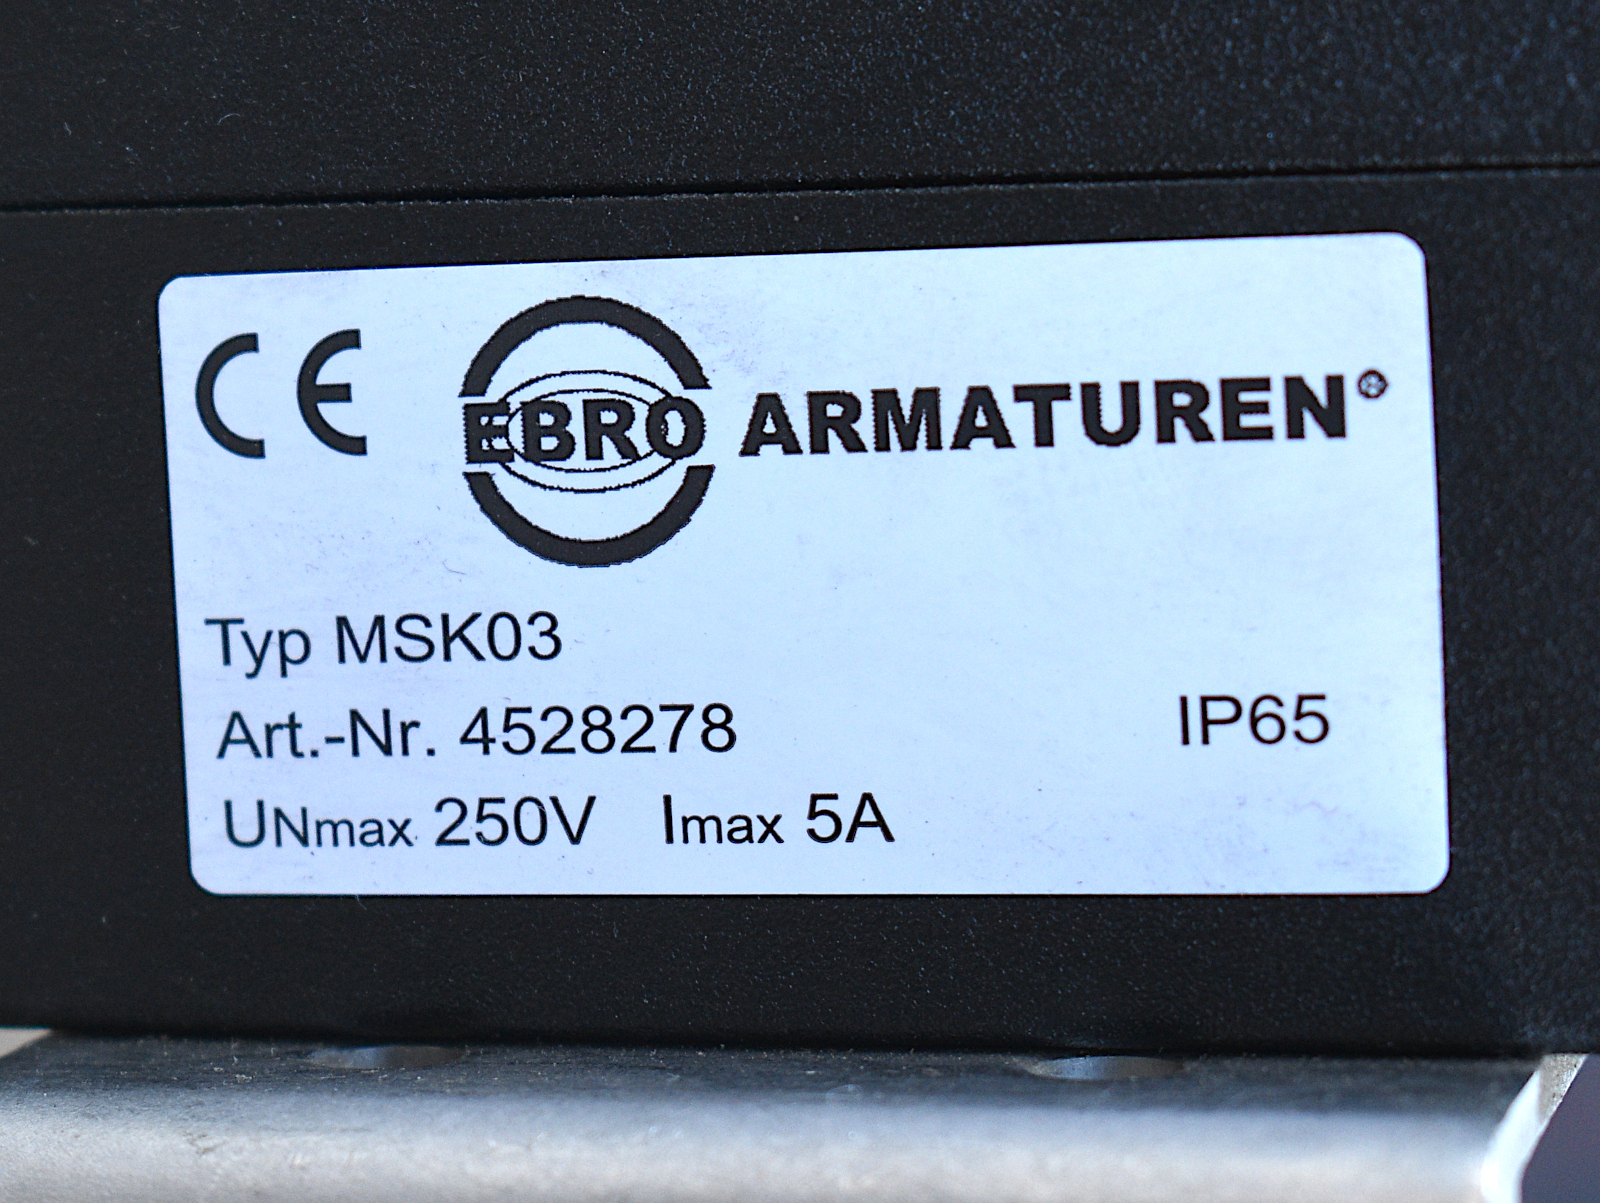 CE EBRO ARMATUREN®
Typ MSK03
Art.-Nr. 4528278 IP65
UNmax 250V Imax 5A